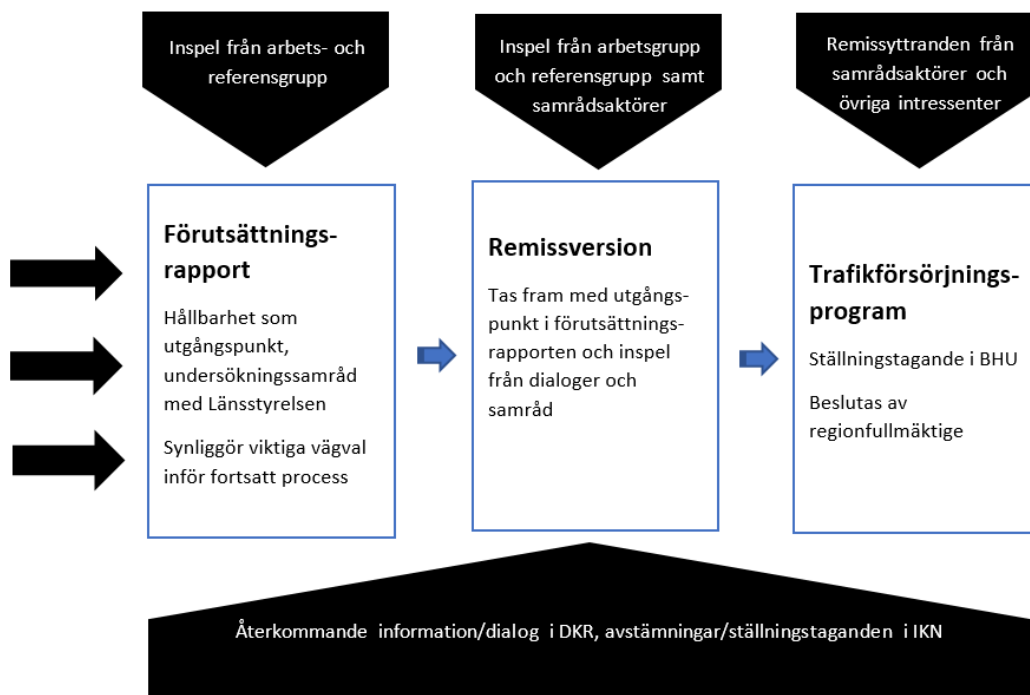 Inspel från arbets- och
referensgrupp
Inspel från arbetsgrupp
och referensgrupp samt
samrådsaktörer
Remissyttranden från
samrådsaktörer och
övriga intressenter
Förutsättnings-
rapport
Hållbarhet som
utgångspunkt,
undersökningssamråd
med Länsstyrelsen
Synliggör viktiga vägval
inför fortsatt process
Remissversion
Tas fram med utgångs-
punkt i förutsättnings-
rapporten och inspel
från dialoger och
samråd
Trafikförsörjnings-
program
Ställningstagande i BHU
Beslutas av
regionfullmäktige
Återkommande information/dialog i DKR, avstämningar/ställningstaganden i IKN